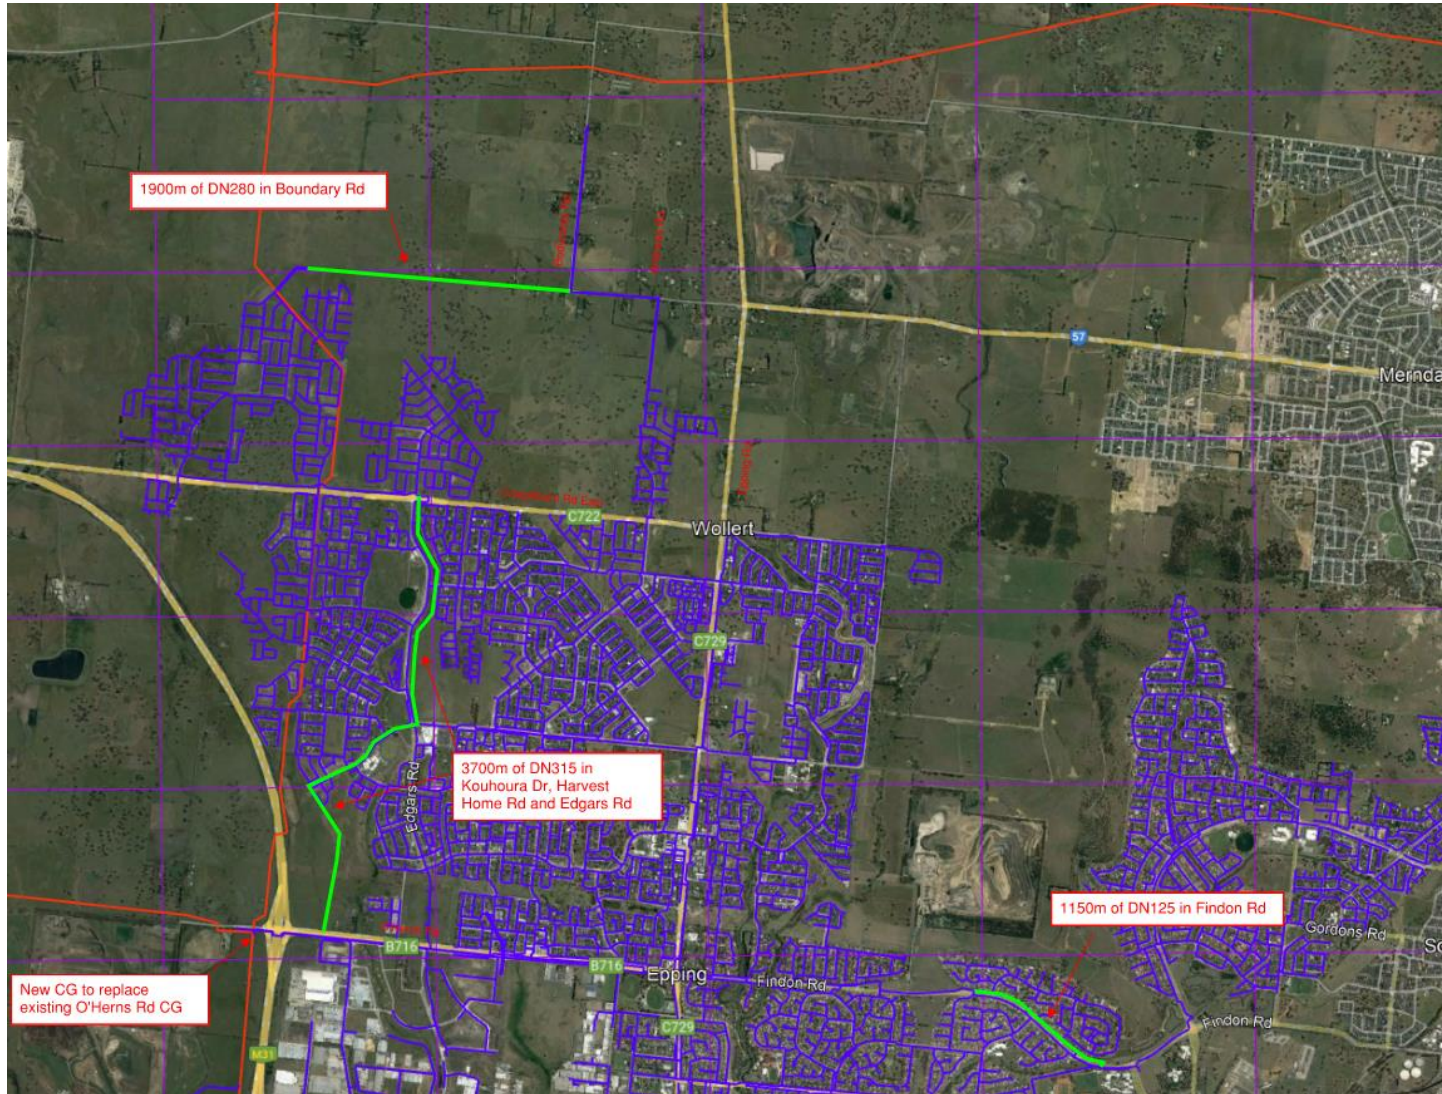 1900m of DN280 in Boundary Rd
57
Mernda
C722
Wollert
C729
3700m of DN315 in
Kouhoura Dr, Harvest
Home Rd and Edgars Rd
Edgars Rd
1150m of DN125 in Findon Rd
Gordons Rd
B716
B716
Epping
Findon Rd
New CG to replace
existing O'Herns Rd CG
Findon Rd
C729
M31